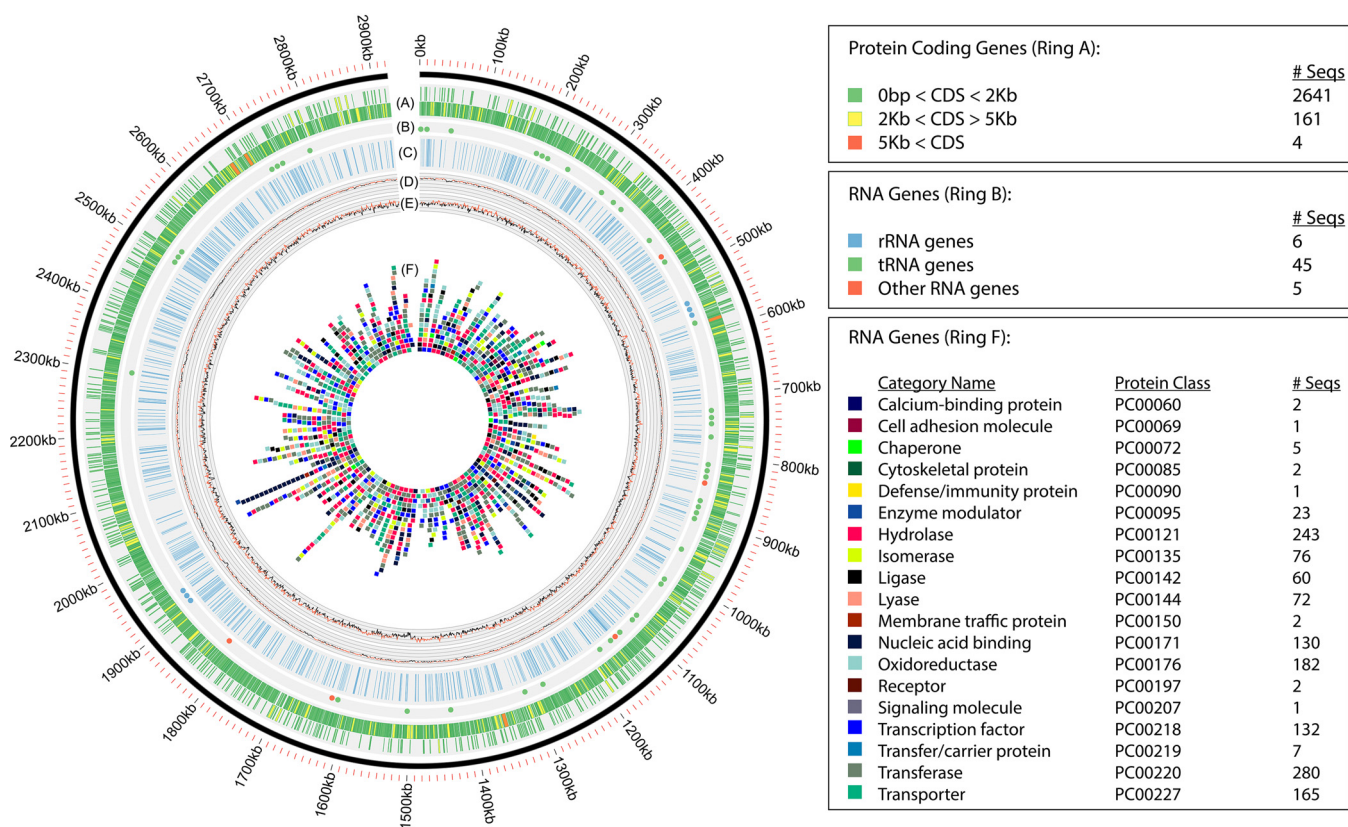 0kb
100kb
200kb
300kb
400kb
500kb
600kb
700kb
800kb
900kb
1000kb
1100kb
1200kb
1300kb
1400kb
1500kb
1600kb
1700kb
1800kb
1900kb
2000kb
2100kb
2200kb
2300kb
2400kb
2500kb
2600kb
2700kb
2800kb
2900kb
(A)
(B)
(C)
(D)
(E)
(F)
Protein Coding Genes (Ring A):
# Seqs
0bp < CDS < 2Kb 2641
2Kb < CDS > 5Kb 161
5Kb < CDS 4
RNA Genes (Ring B):
# Seqs
rRNA genes 6
tRNA genes 45
Other RNA genes 5
RNA Genes (Ring F):
Category Name Protein Class # Seqs
Calcium-binding protein PC00060 2
Cell adhesion molecule PC00069 1
Chaperone PC00072 5
Cytoskeletal protein PC00085 2
Defense/immunity protein PC00090 1
Enzyme modulator PC00095 23
Hydrolase PC00121 243
Isomerase PC00135 76
Ligase PC00142 60
Lyase PC00144 72
Membrane traffic protein PC00150 2
Nucleic acid binding PC00171 130
Oxidoreductase PC00176 182
Receptor PC00197 2
Signaling molecule PC00207 1
Transcription factor PC00218 132
Transfer/carrier protein PC00219 7
Transferase PC00220 280
Transporter PC00227 165